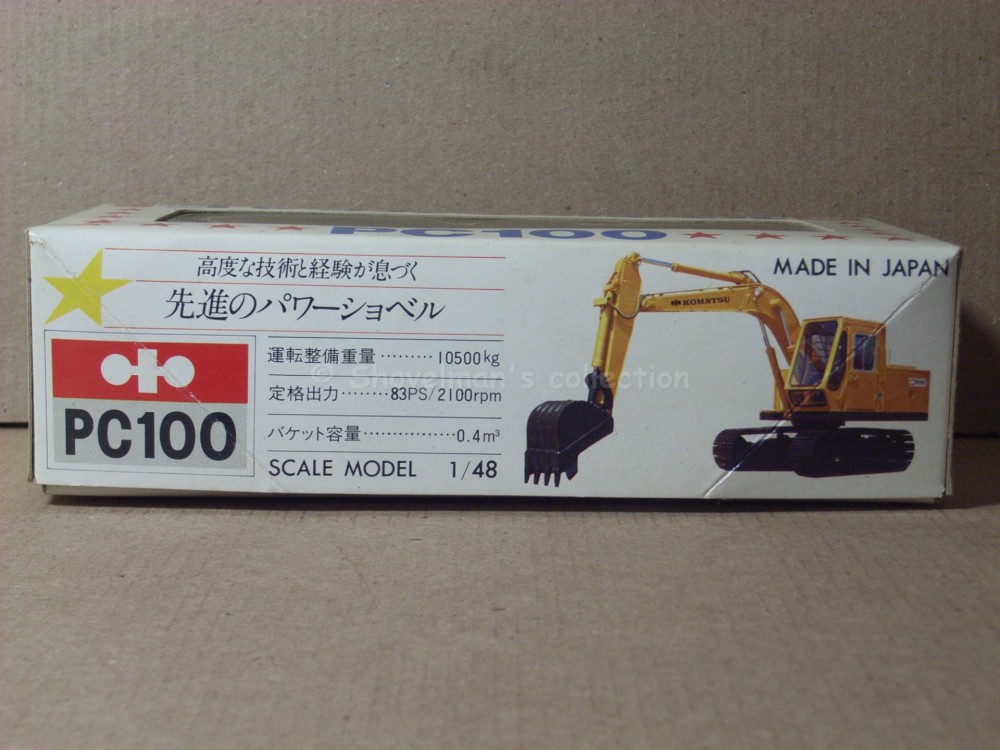 PC100 ★ ★ ★ ★ ★
MADE IN JAPAN
高度な技術と経験が息づく
先進のパワーショベル
KOMATSU
運転整備重量 ········· 10500kg
定格出力 ········ 83PS/2100rpm
バケット容量 ················ 0.4m³
SCALE MODEL 1/48
PC100
© Shovelman's collection